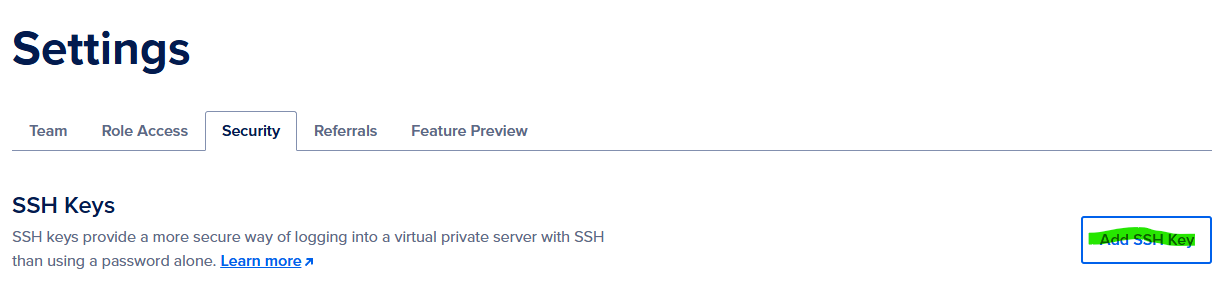 Settings
Team Role Access Security Referrals Feature Preview
SSH Keys
SSH keys provide a more secure way of logging into a virtual private server with SSH
than using a password alone. Learn more
Add SSH Key